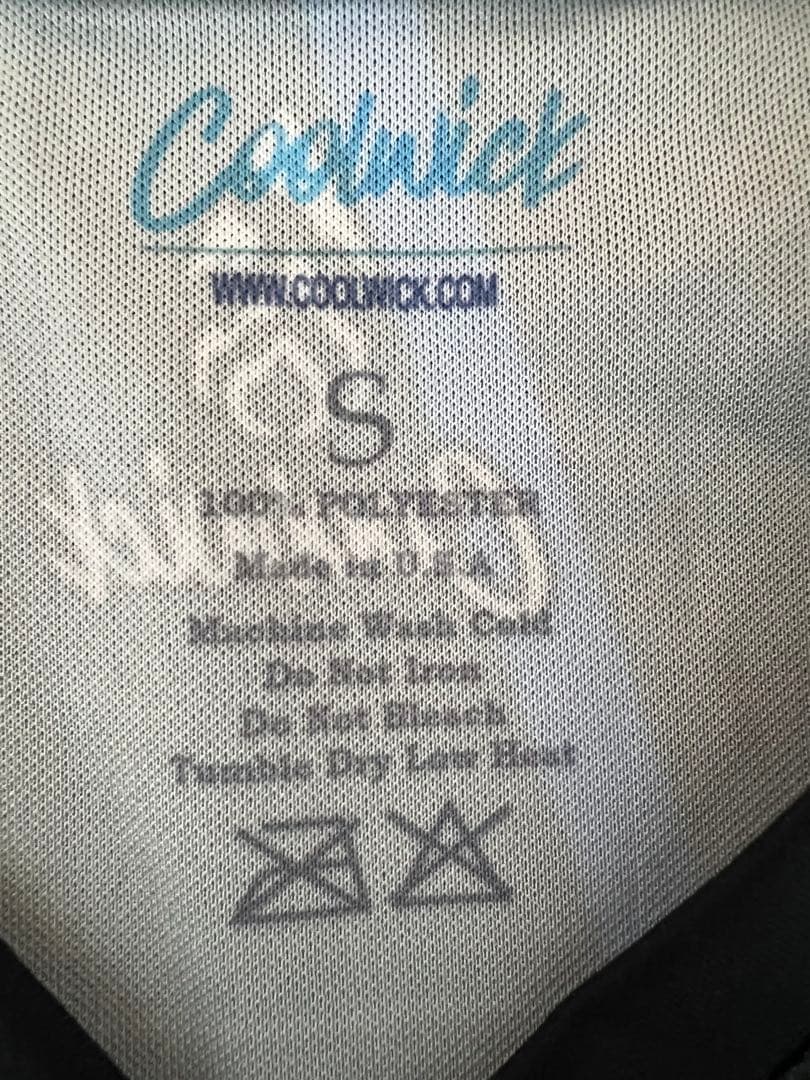 Coolwick
WWW.COOLWICK.COM
S
100% POLYESTER
Made in U.S.A
Machine Wash Cold
Do Not Iron
Do Not Bleach
Tumble Dry Low Heat